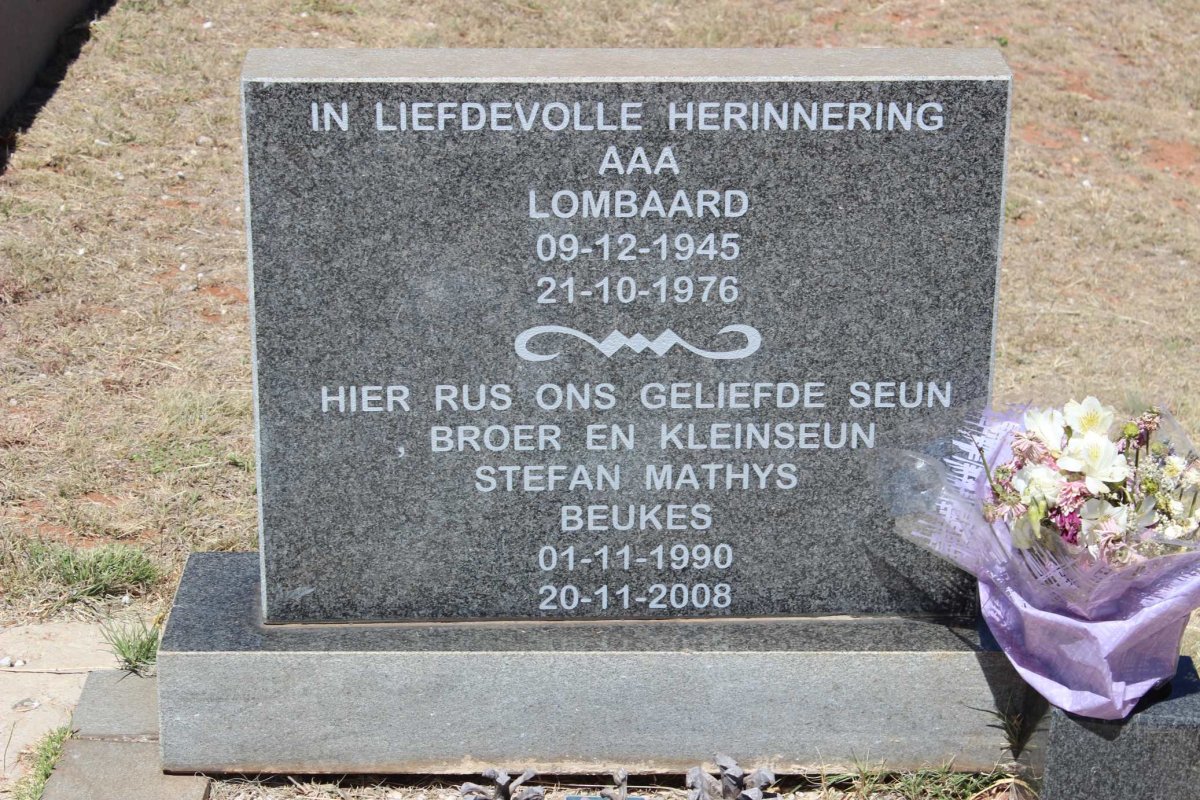 IN LIEFDEVOLLE HERINNERING
AAA
LOMBAARD
09-12-1945
21-10-1976
HIER RUS ONS GELIEFDE SEUN
, BROER EN KLEINSEUN
STEFAN MATHYS
BEUKES
01-11-1990
20-11-2008